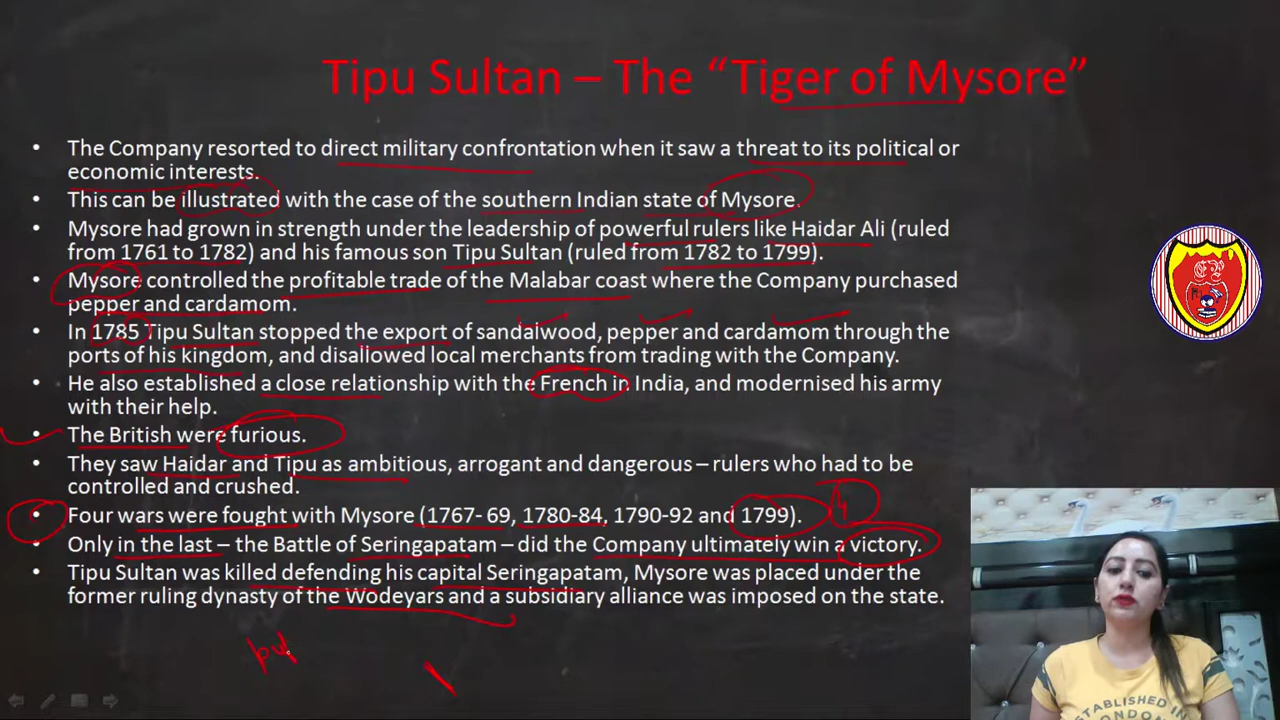 Tipu Sultan – The “Tiger of Mysore”
• The Company resorted to direct military confrontation when it saw a threat to its political or
economic interests.
• This can be illustrated with the case of the southern Indian state of Mysore.
• Mysore had grown in strength under the leadership of powerful rulers like Haidar Ali (ruled
from 1761 to 1782) and his famous son Tipu Sultan (ruled from 1782 to 1799).
• Mysore controlled the profitable trade of the Malabar coast where the Company purchased
pepper and cardamom.
• In 1785 Tipu Sultan stopped the export of sandalwood, pepper and cardamom through the
ports of his kingdom, and disallowed local merchants from trading with the Company.
• He also established a close relationship with the French in India, and modernised his army
with their help.
• The British were furious.
• They saw Haidar and Tipu as ambitious, arrogant and dangerous – rulers who had to be
controlled and crushed.
• Four wars were fought with Mysore (1767- 69, 1780-84, 1790-92 and 1799).
4
• Only in the last – the Battle of Seringapatam – did the Company ultimately win a victory.
• Tipu Sultan was killed defending his capital Seringapatam, Mysore was placed under the
former ruling dynasty of the Wodeyars and a subsidiary alliance was imposed on the state.
ESTABLISHED IN